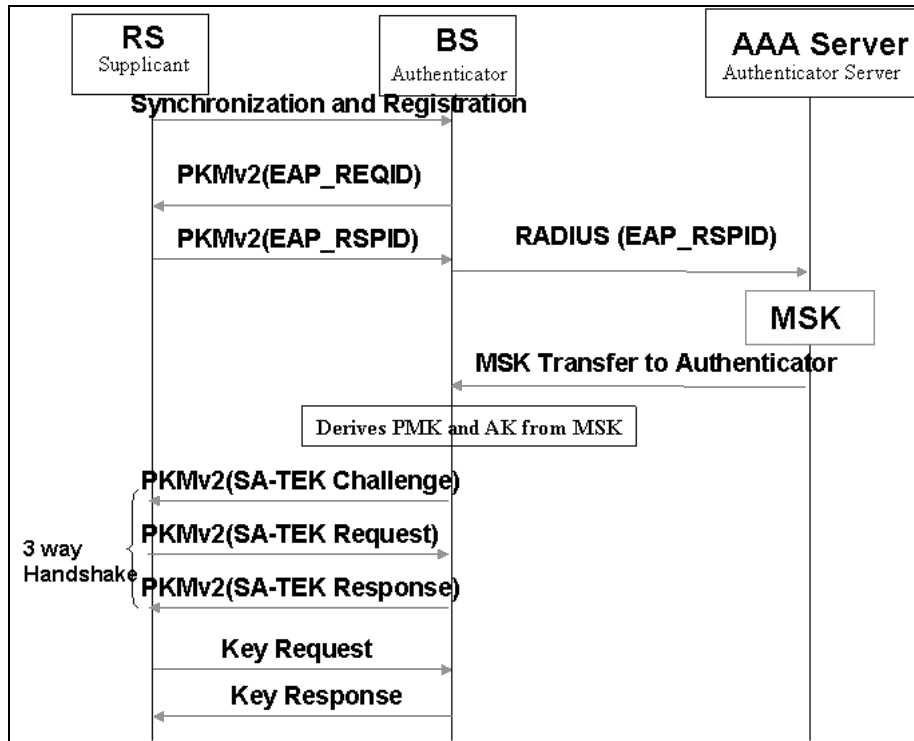 RS
Supplicant
BS
Authenticator
AAA Server
Authenticator Server
Synchronization and Registration
PKMv2(EAP_REQID)
PKMv2(EAP_RSPID)
RADIUS (EAP_RSPID)
MSK
MSK Transfer to Authenticator
Derives PMK and AK from MSK
PKMv2(SA-TEK Challenge)
PKMv2(SA-TEK Request)
3 way
Handshake
PKMv2(SA-TEK Response)
Key Request
Key Response